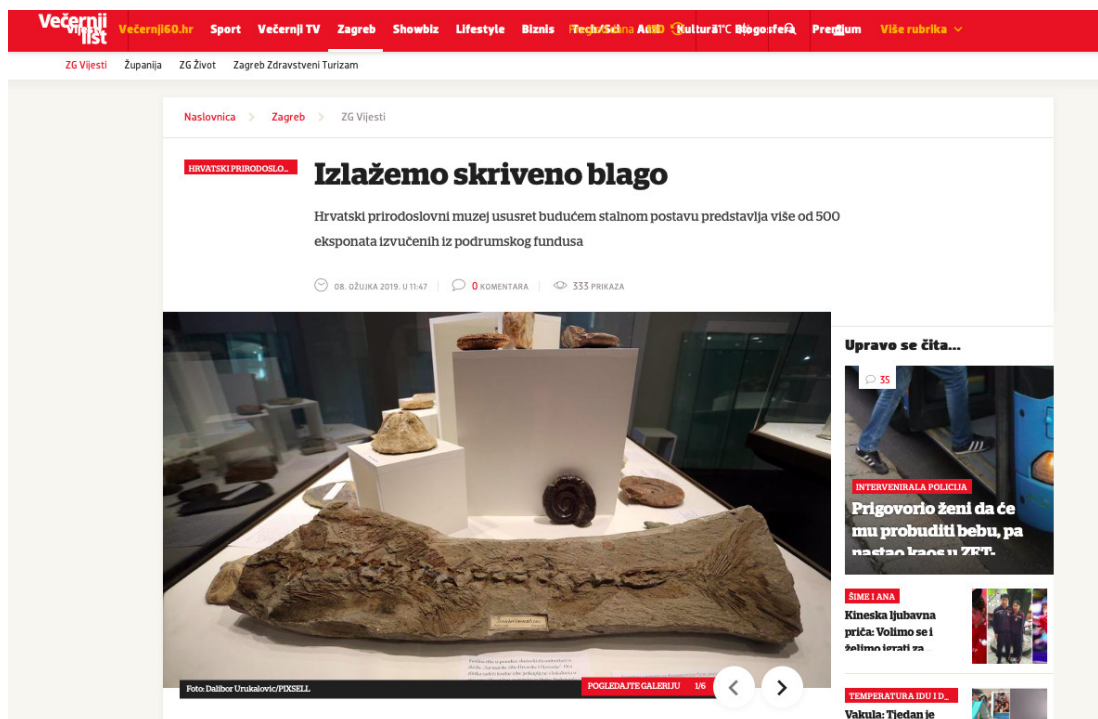 Večernji list
Večernji60.hr Sport Večernji TV Zagreb Showbiz Lifestyle Biznis Tech/Sci Auto Kultura Blogosfera Premium Više rubrika
ZG Vijesti Županija ZG Život Zagreb Zdravstveni Turizam
Naslovnica Zagreb ZG Vijesti
HRVATSKI PRIRODOSLO...
Izlažemo skriveno blago
Hrvatski prirodoslovni muzej ususret budućem stalnom postavu predstavlja više od 500
eksponata izvučenih iz podrumskog fundusa
08. OŽUJKA 2019. U 11:47 0 KOMENTARA 333 PRIKAZA
Foto: Dalibor Urukalovic/PIXSELL
POGLEDAJTE GALERIJU 1/6
Upravo se čita...
35
INTERVENIRALA POLICIJA
Prigovorio ženi da će
mu probuditi bebu, pa
nastao kaos u ZET-
ŠIME I ANA
Kineska ljubavna
priča: Volimo se i
želimo igrati za...
TEMPERATURA IDU I D...
Vakula: Tjedan je